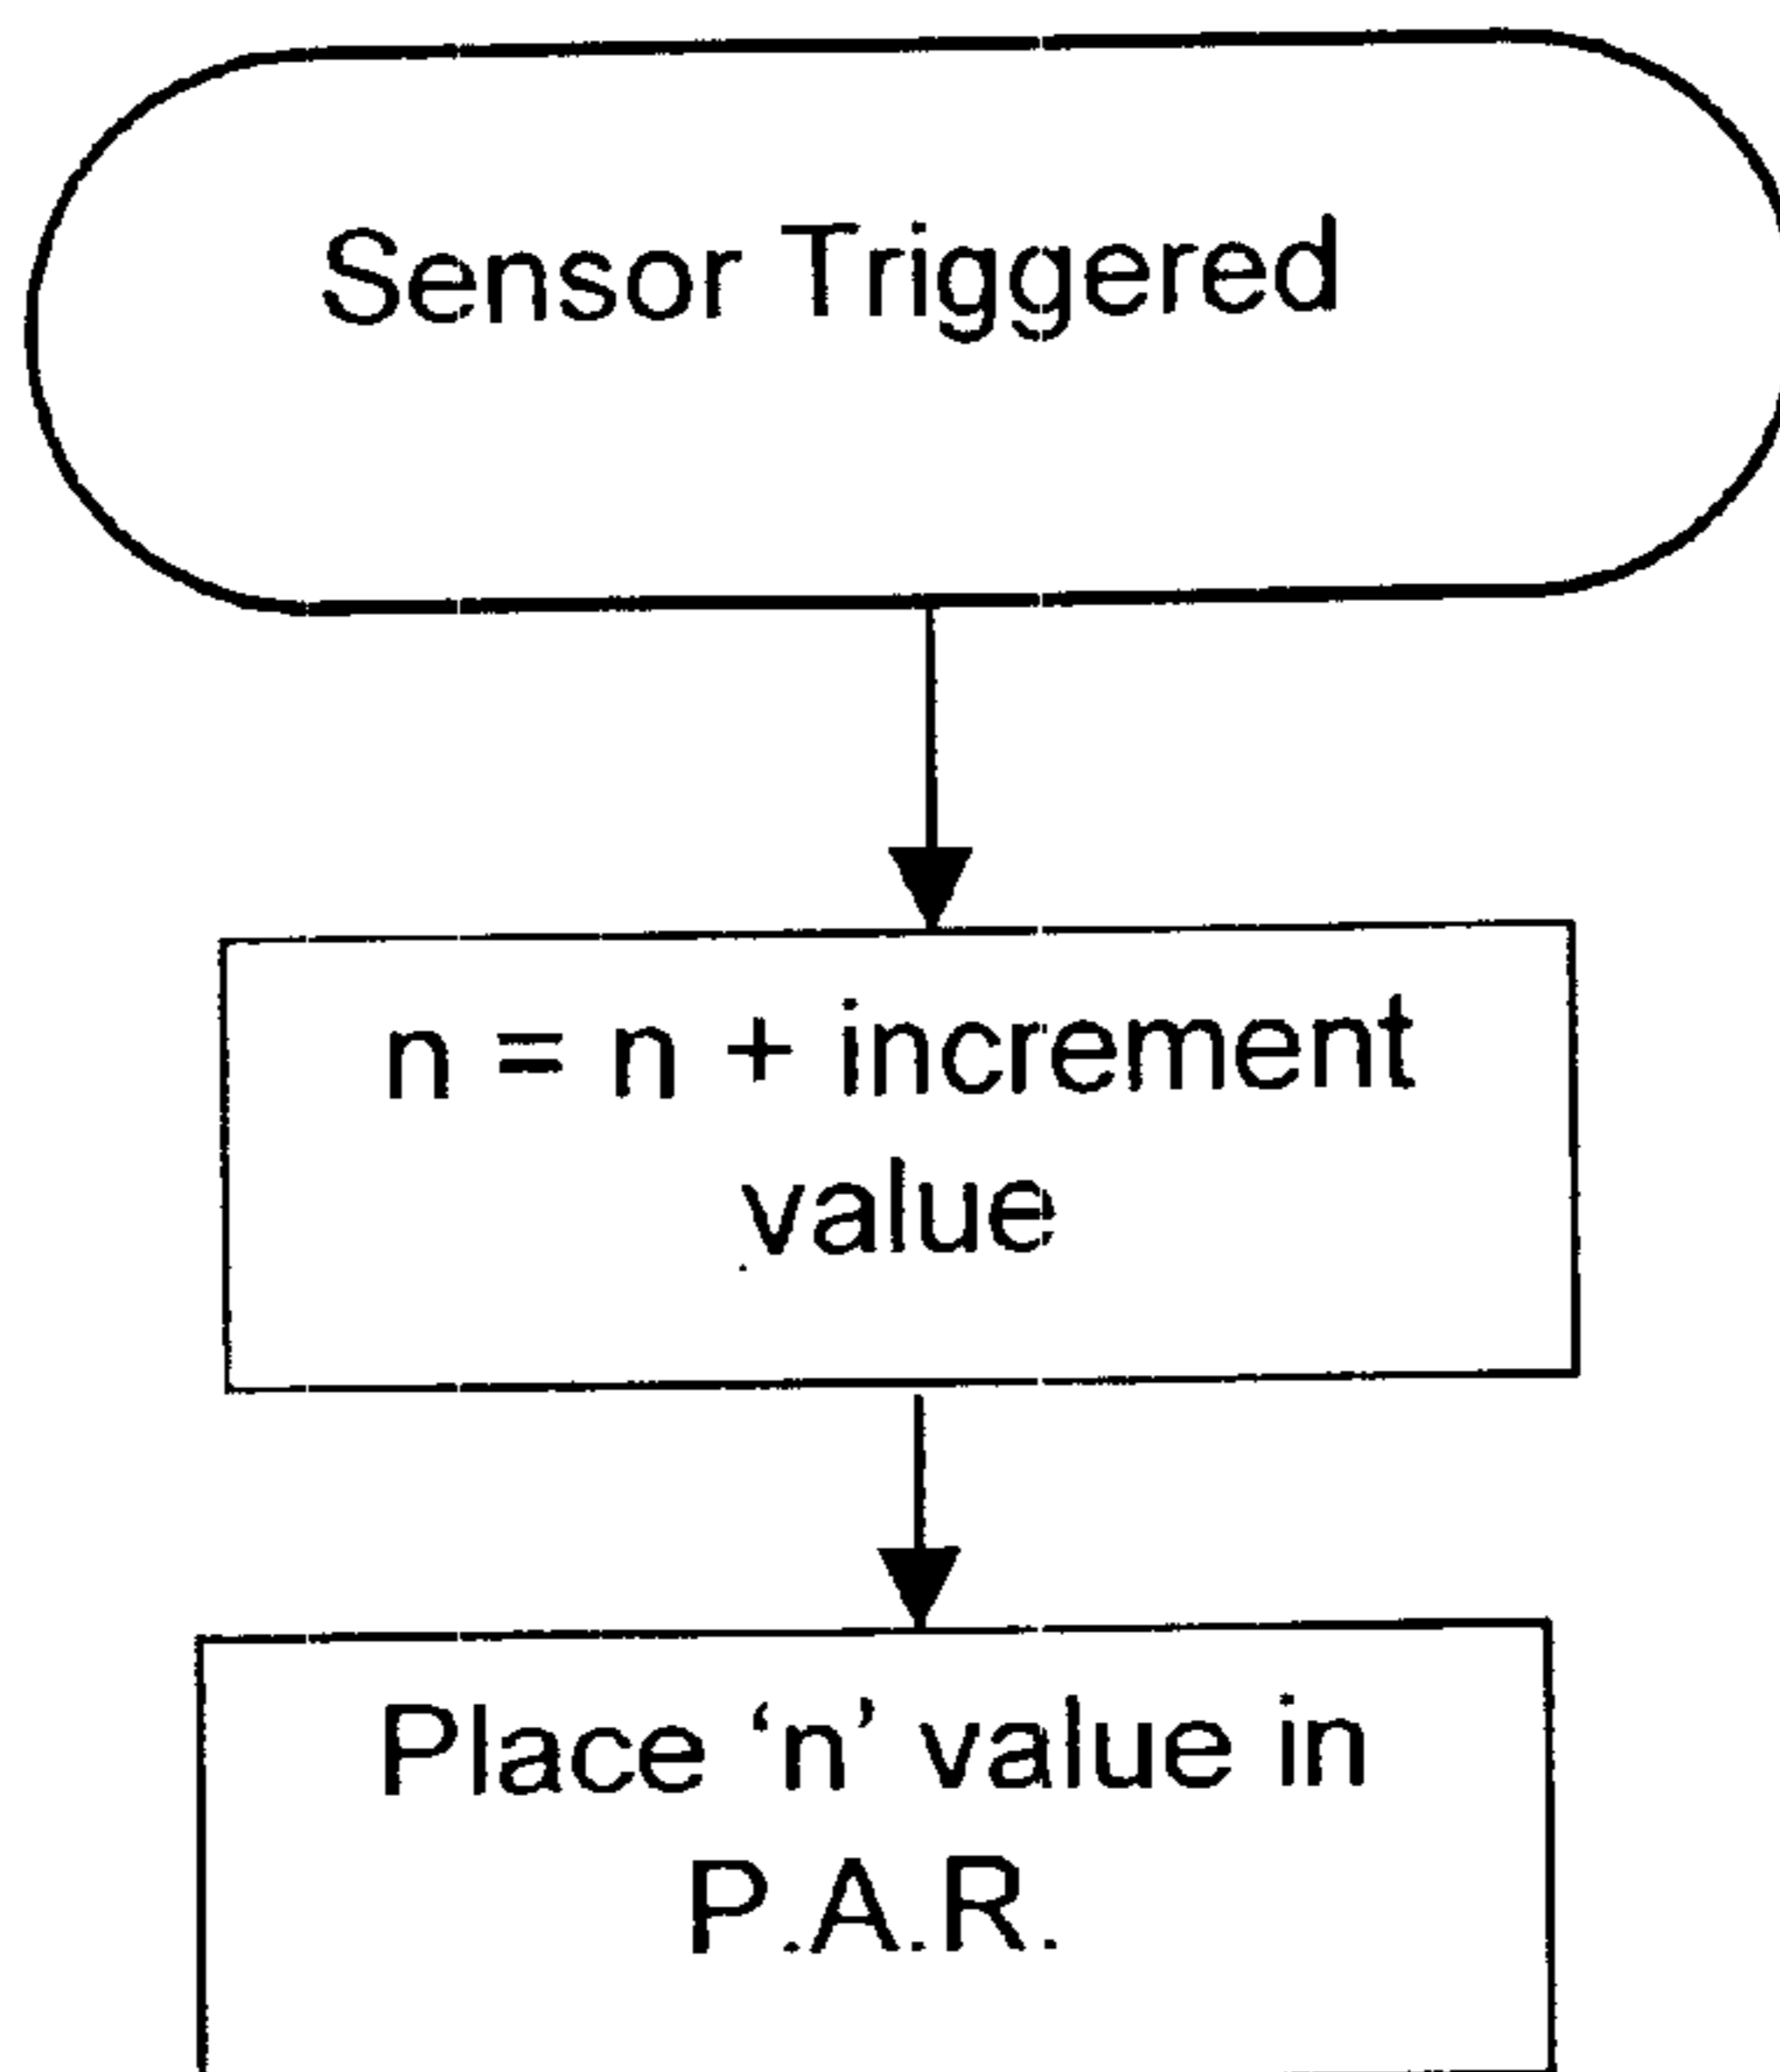 Sensor Triggered
n = n + increment
value
Place ‘n’ value in
P.A.R.